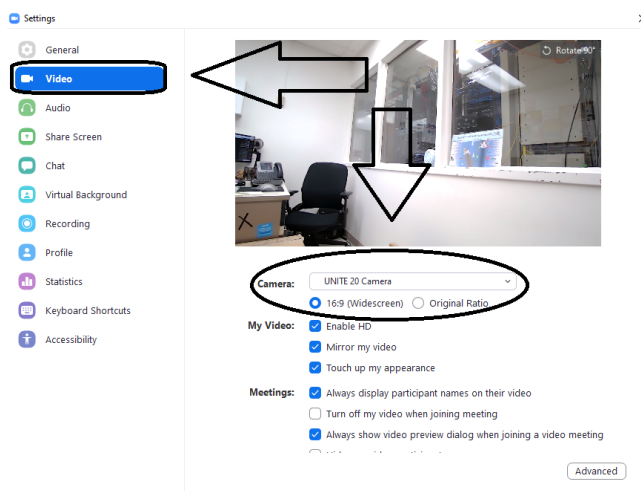 Settings
General
Video
Audio
Share Screen
Chat
Virtual Background
Recording
Profile
Statistics
Keyboard Shortcuts
Accessibility
Rotate 90°
Camera: UNITE 20 Camera
16:9 (Widescreen) Original Ratio
My Video: Enable HD
Mirror my video
Touch up my appearance
Meetings: Always display participant names on their video
Turn off my video when joining meeting
Always show video preview dialog when joining a video meeting
Advanced